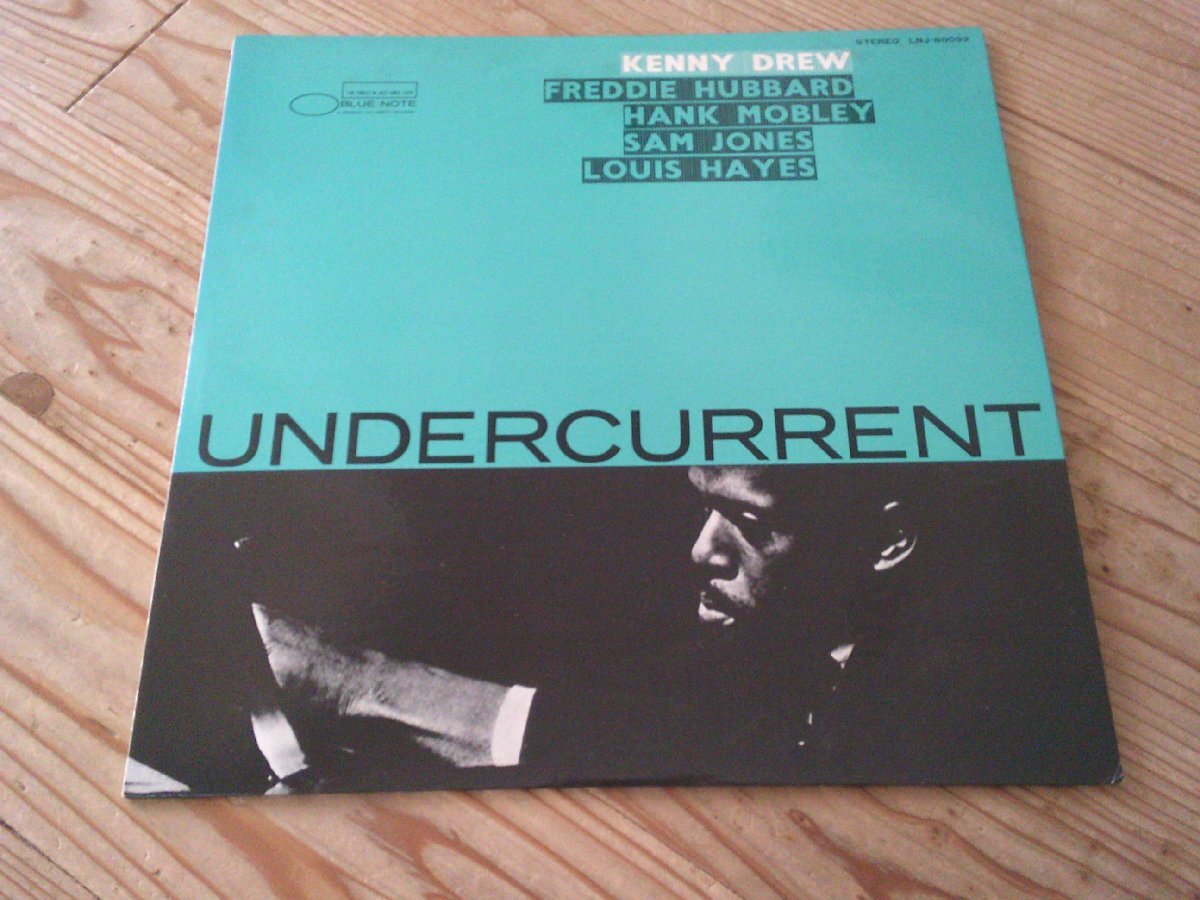 STEREO LNJ-80092
KENNY DREW
FREDDIE HUBBARD
HANK MOBLEY
SAM JONES
LOUIS HAYES
BLUE NOTE
UNDERCURRENT